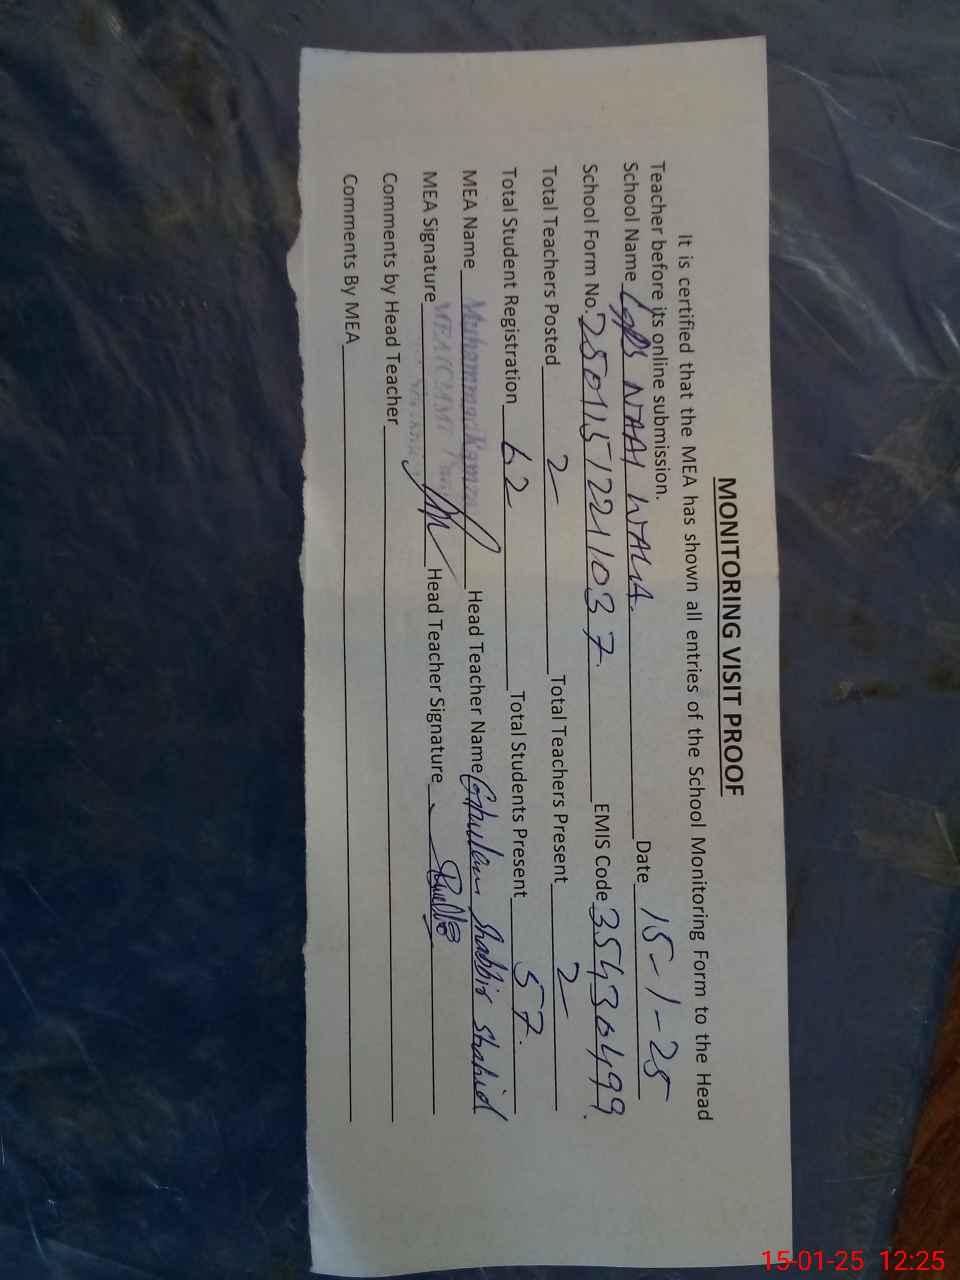 MONITORING VISIT PROOF
It is certified that the MEA has shown all entries of the School Monitoring Form to the Head
Teacher before its online submission.
School Name GPS NAAI WALA. Date 15-1-25
School Form No. 2501151221037. EMIS Code 35430499.
Total Teachers Posted 2 Total Teachers Present 2
Total Student Registration 62 Total Students Present 57.
MEA Name Muhammad Kamran Head Teacher Name Ghulam Shabbir Shahid
MEA Signature Head Teacher Signature
Comments by Head Teacher
Comments By MEA
15-01-25 12:25